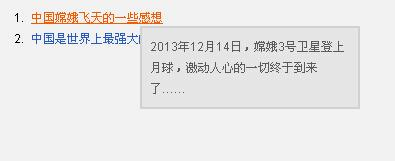 1. 中国嫦娥飞天的一些感想
2. 中国是世界上最强大
2013年12月14日，嫦娥3号卫星登上
月球，激动人心的一切终于到来
了……